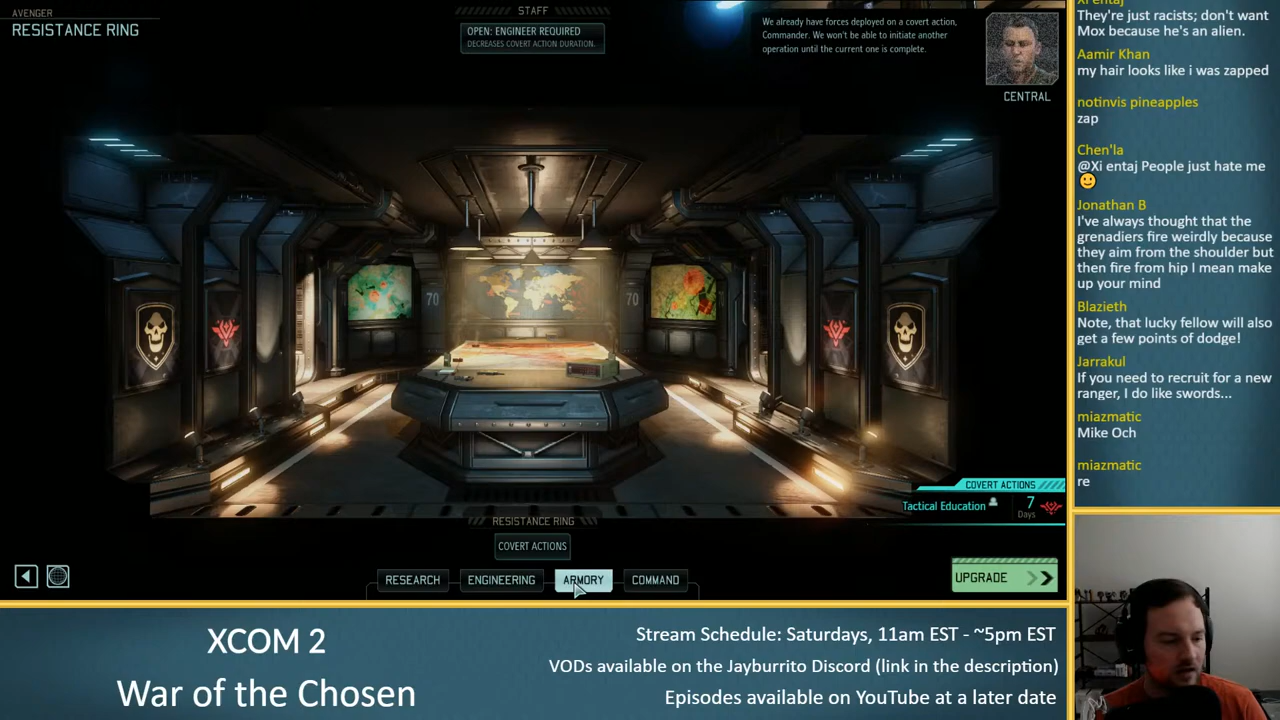 AVENGER
RESISTANCE RING
STAFF
OPEN: ENGINEER REQUIRED
DECREASES COVERT ACTION DURATION.
We already have forces deployed on a covert action,
Commander. We won't be able to initiate another
operation until the current one is complete.
CENTRAL
70
70
COVERT ACTIONS
Tactical Education
7
Days
RESISTANCE RING
COVERT ACTIONS
RESEARCH
ENGINEERING
ARMORY
COMMAND
UPGRADE
They're just racists; don't want
Mox because he's an alien.
Aamir Khan
my hair looks like i was zapped
notinvis pineapples
zap
Chen'la
@Xi entaj People just hate me
Jonathan B
I've always thought that the
grenadiers fire weirdly because
they aim from the shoulder but
then fire from hip I mean make
up your mind
Blazieth
Note, that lucky fellow will also
get a few points of dodge!
Jarrakul
If you need to recruit for a new
ranger, I do like swords...
miazmatic
Mike Och
miazmatic
re
XCOM 2
War of the Chosen
Stream Schedule: Saturdays, 11am EST - ~5pm EST
VODs available on the Jayburrito Discord (link in the description)
Episodes available on YouTube at a later date